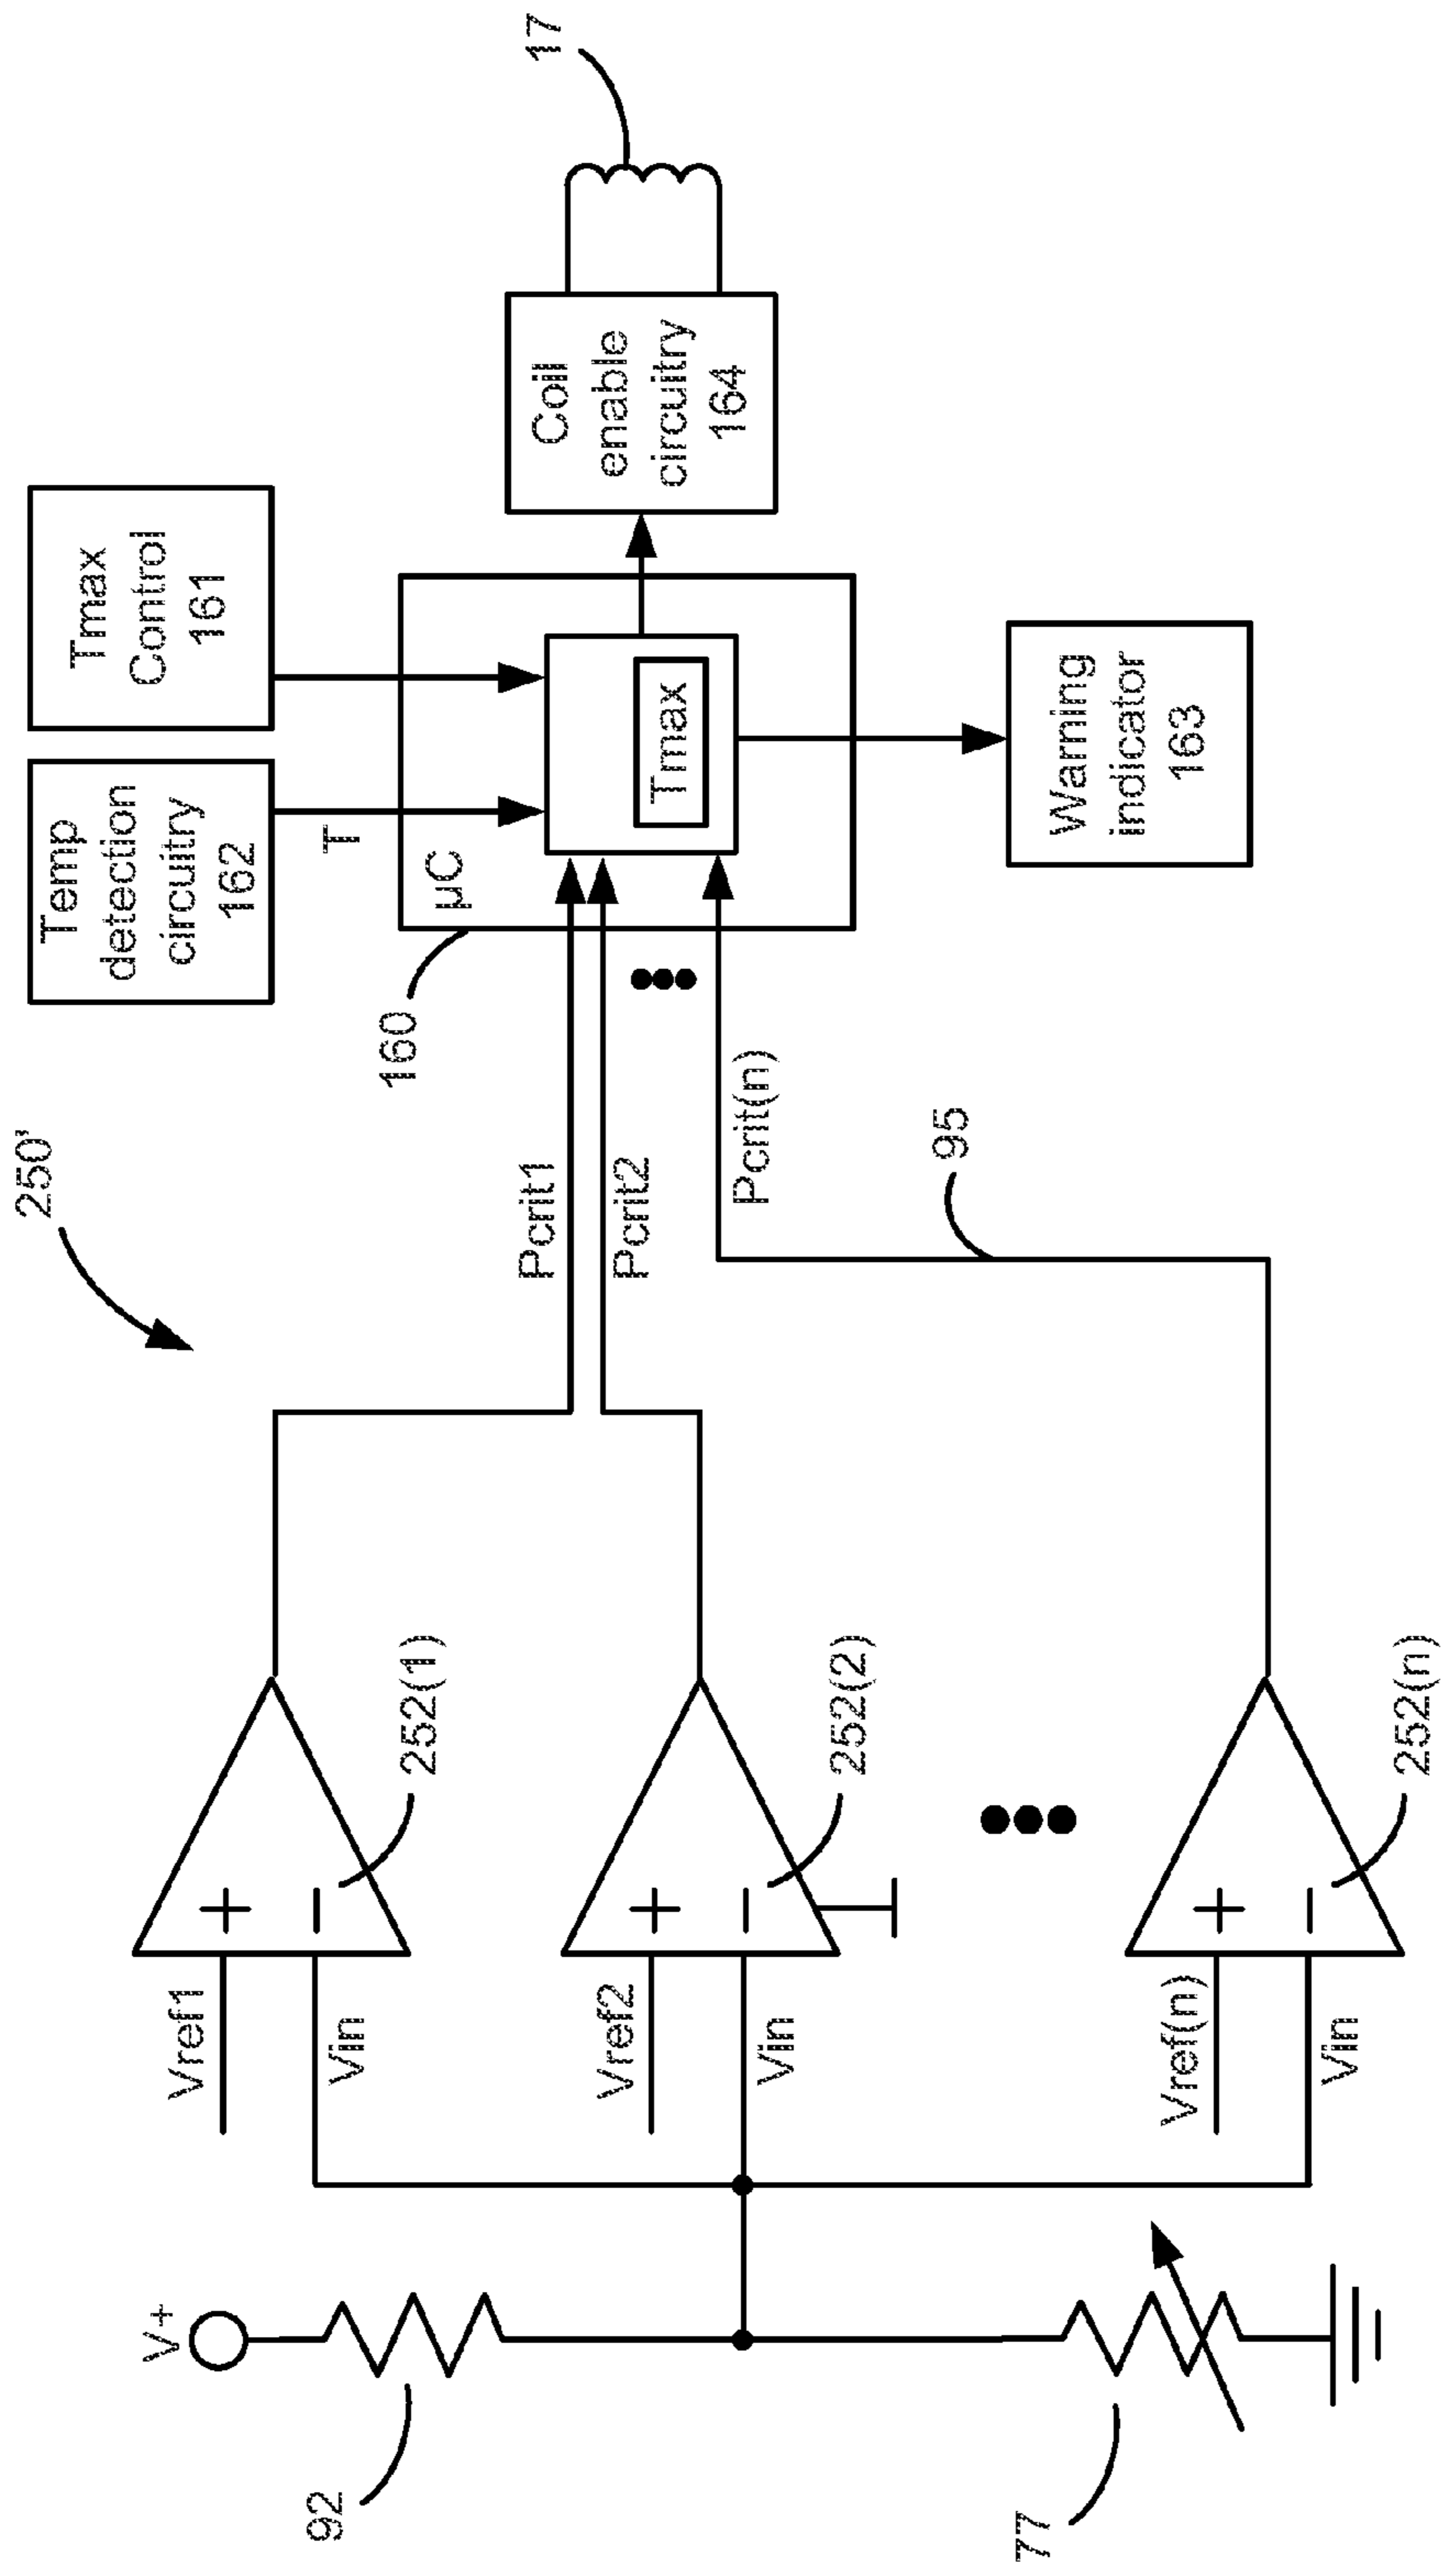 250'
V+
92
77
Vref1
Vin
252(1)
Vref2
Vin
252(2)
Vref(n)
Vin
252(n)
Pcrit1
Pcrit2
Pcrit(n)
95
160
µC
T
Temp
detection
circuitry
162
Tmax
Control
161
Tmax
Coil
enable
circuitry
164
17
Warning
indicator
163